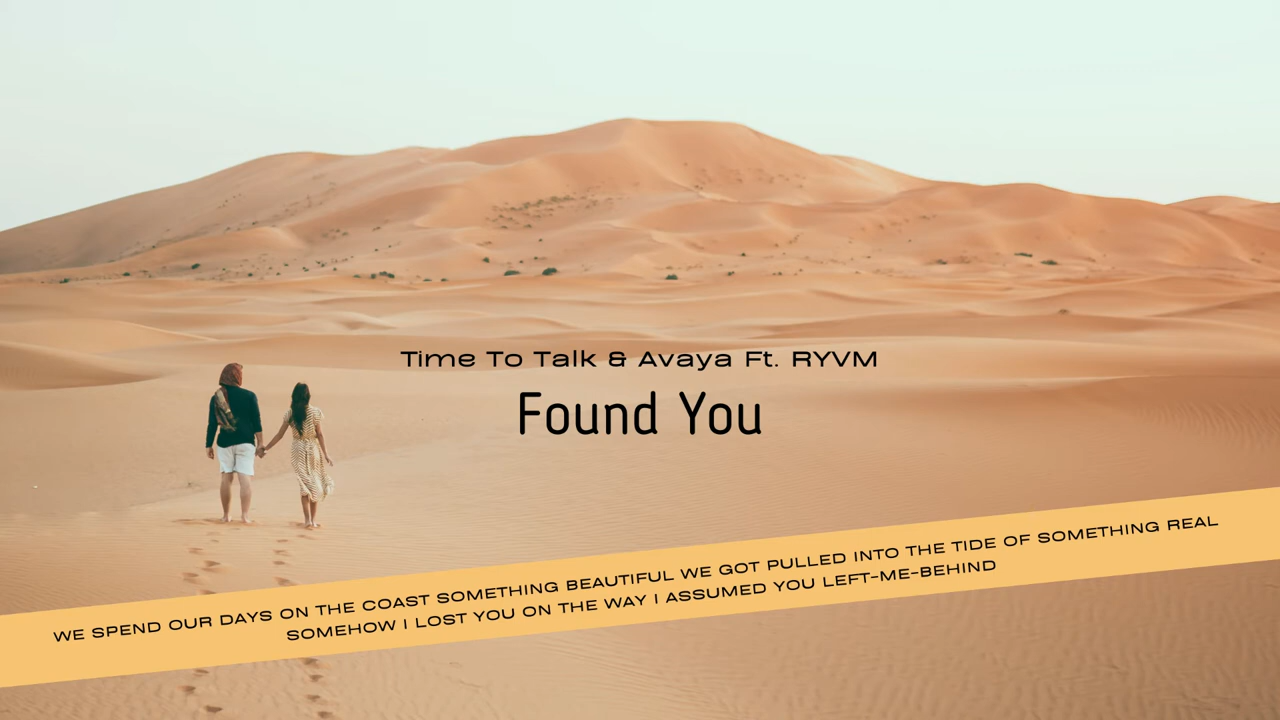 Time To Talk & Avaya Ft. RYVM
Found You
WE SPEND OUR DAYS ON THE COAST SOMETHING BEAUTIFUL WE GOT PULLED INTO THE TIDE OF SOMETHING REAL
SOMEHOW I LOST YOU ON THE WAY I ASSUMED YOU LEFT-ME-BEHIND